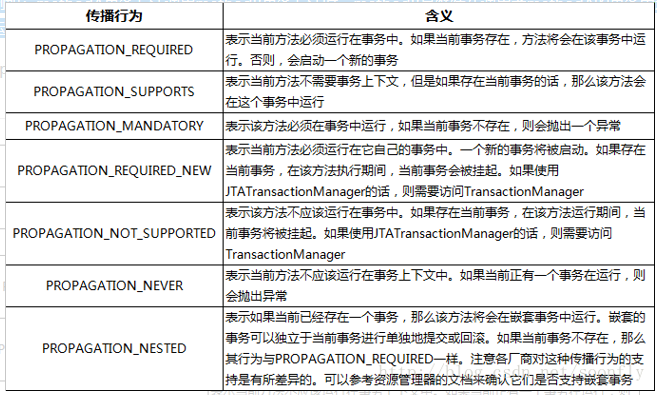 传播行为 含义
PROPAGATION_REQUIRED
表示当前方法必须运行在事务中。如果当前事务存在，方法将会在该事务中运
行。否则，会启动一个新的事务
PROPAGATION_SUPPORTS
表示当前方法不需要事务上下文，但是如果存在当前事务的话，那么该方法会
在这个事务中运行
PROPAGATION_MANDATORY
表示该方法必须在事务中运行，如果当前事务不存在，则会抛出一个异常
PROPAGATION_REQUIRED_NEW
表示当前方法必须运行在它自己的事务中。一个新的事务将被启动。如果存在
当前事务，在该方法执行期间，当前事务会被挂起。如果使用
JTATransactionManager的话，则需要访问TransactionManager
PROPAGATION_NOT_SUPPORTED
表示该方法不应该运行在事务中。如果存在当前事务，在该方法运行期间，当
前事务将被挂起。如果使用JTATransactionManager的话，则需要访问
TransactionManager
PROPAGATION_NEVER
表示当前方法不应该运行在事务上下文中。如果当前正有一个事务在运行，则
会抛出异常
PROPAGATION_NESTED
表示如果当前已经存在一个事务，那么该方法将会在嵌套事务中运行。嵌套的
事务可以独立于当前事务进行单独地提交或回滚。如果当前事务不存在，那么
其行为与PROPAGATION_REQUIRED一样。注意各厂商对这种传播行为的支
持是有所差异的。可以参考资源管理器的文档来确认它们是否支持嵌套事务